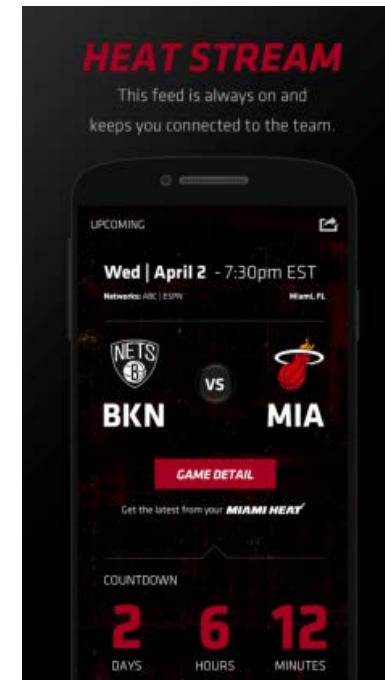 HEAT STREAM
This feed is always on and
keeps you connected to the team.
UPCOMING
Wed | April 2 - 7:30pm EST
Networks: ABC | ESPN Miami, FL
NETS
B
VS
BKN MIA
GAME DETAIL
Get the latest from your MIAMI HEAT
COUNTDOWN
2 6 12
DAYS HOURS MINUTES